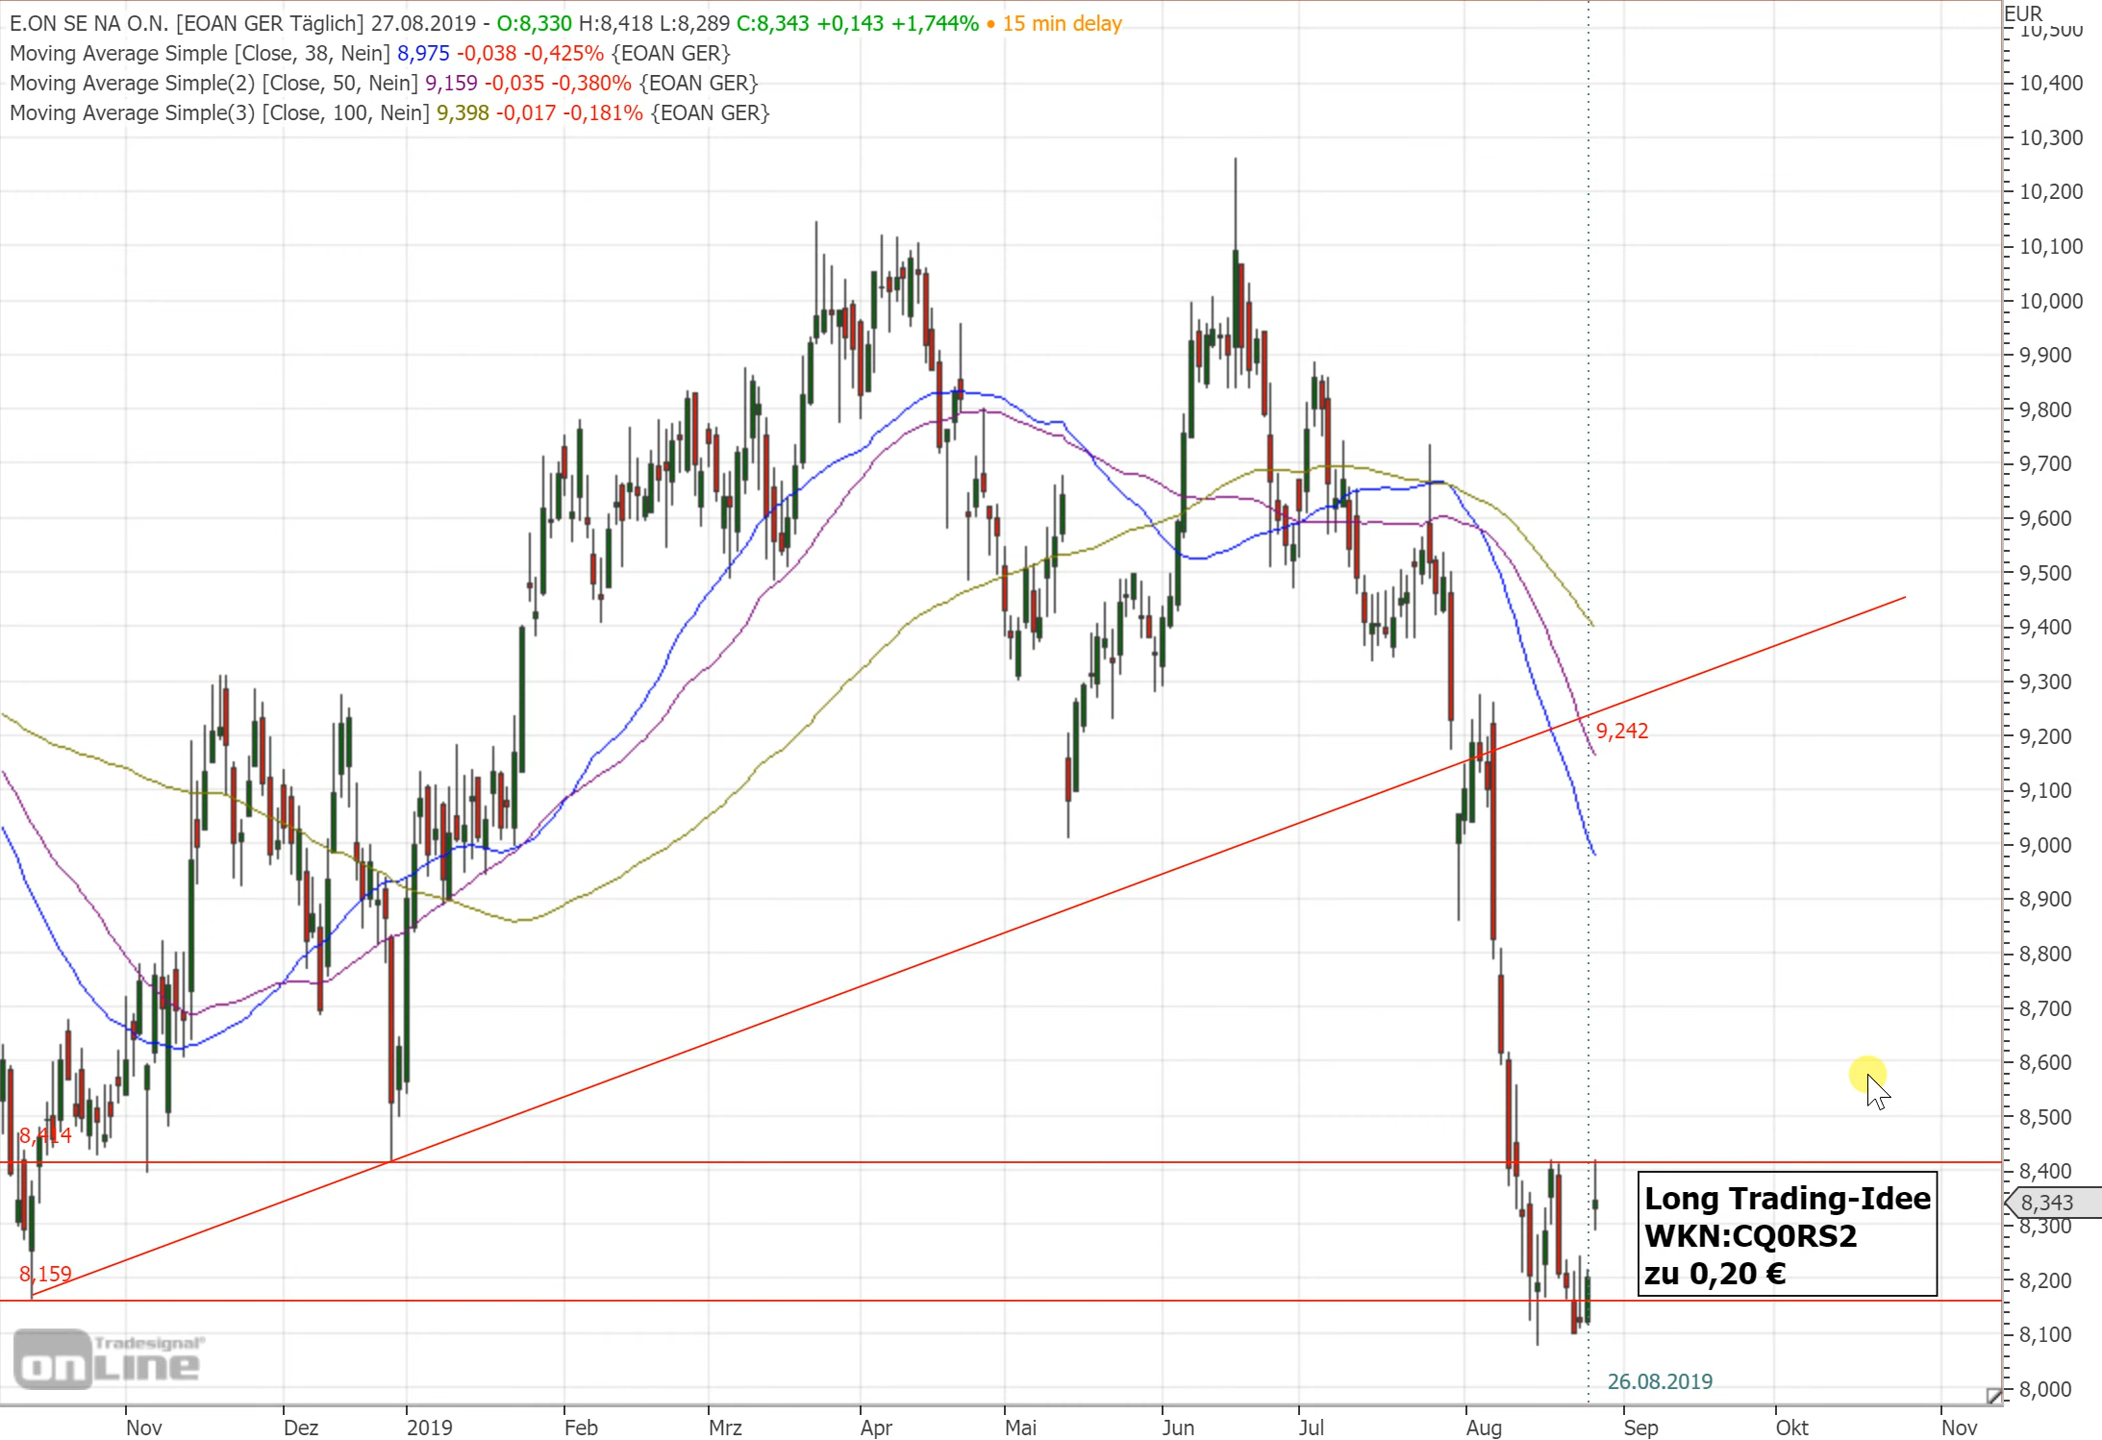 E.ON SE NA O.N. [EOAN GER Täglich] 27.08.2019 - O:8,330 H:8,418 L:8,289 C:8,343 +0,143 +1,744% • 15 min delay
Moving Average Simple [Close, 38, Nein] 8,975 -0,038 -0,425% {EOAN GER}
Moving Average Simple(2) [Close, 50, Nein] 9,159 -0,035 -0,380% {EOAN GER}
Moving Average Simple(3) [Close, 100, Nein] 9,398 -0,017 -0,181% {EOAN GER}
EUR
10,500
10,400
10,300
10,200
10,100
10,000
9,900
9,800
9,700
9,600
9,500
9,400
9,300
9,242
9,200
9,100
9,000
8,900
8,800
8,700
8,600
8,500
8,414
8,400
Long Trading-Idee
WKN:CQ0RS2
zu 0,20 €
8,343
8,300
8,159
8,200
8,100
Tradesignal®
onLine
26.08.2019
8,000
Nov Dez 2019 Feb Mrz Apr Mai Jun Jul Aug Sep Okt Nov